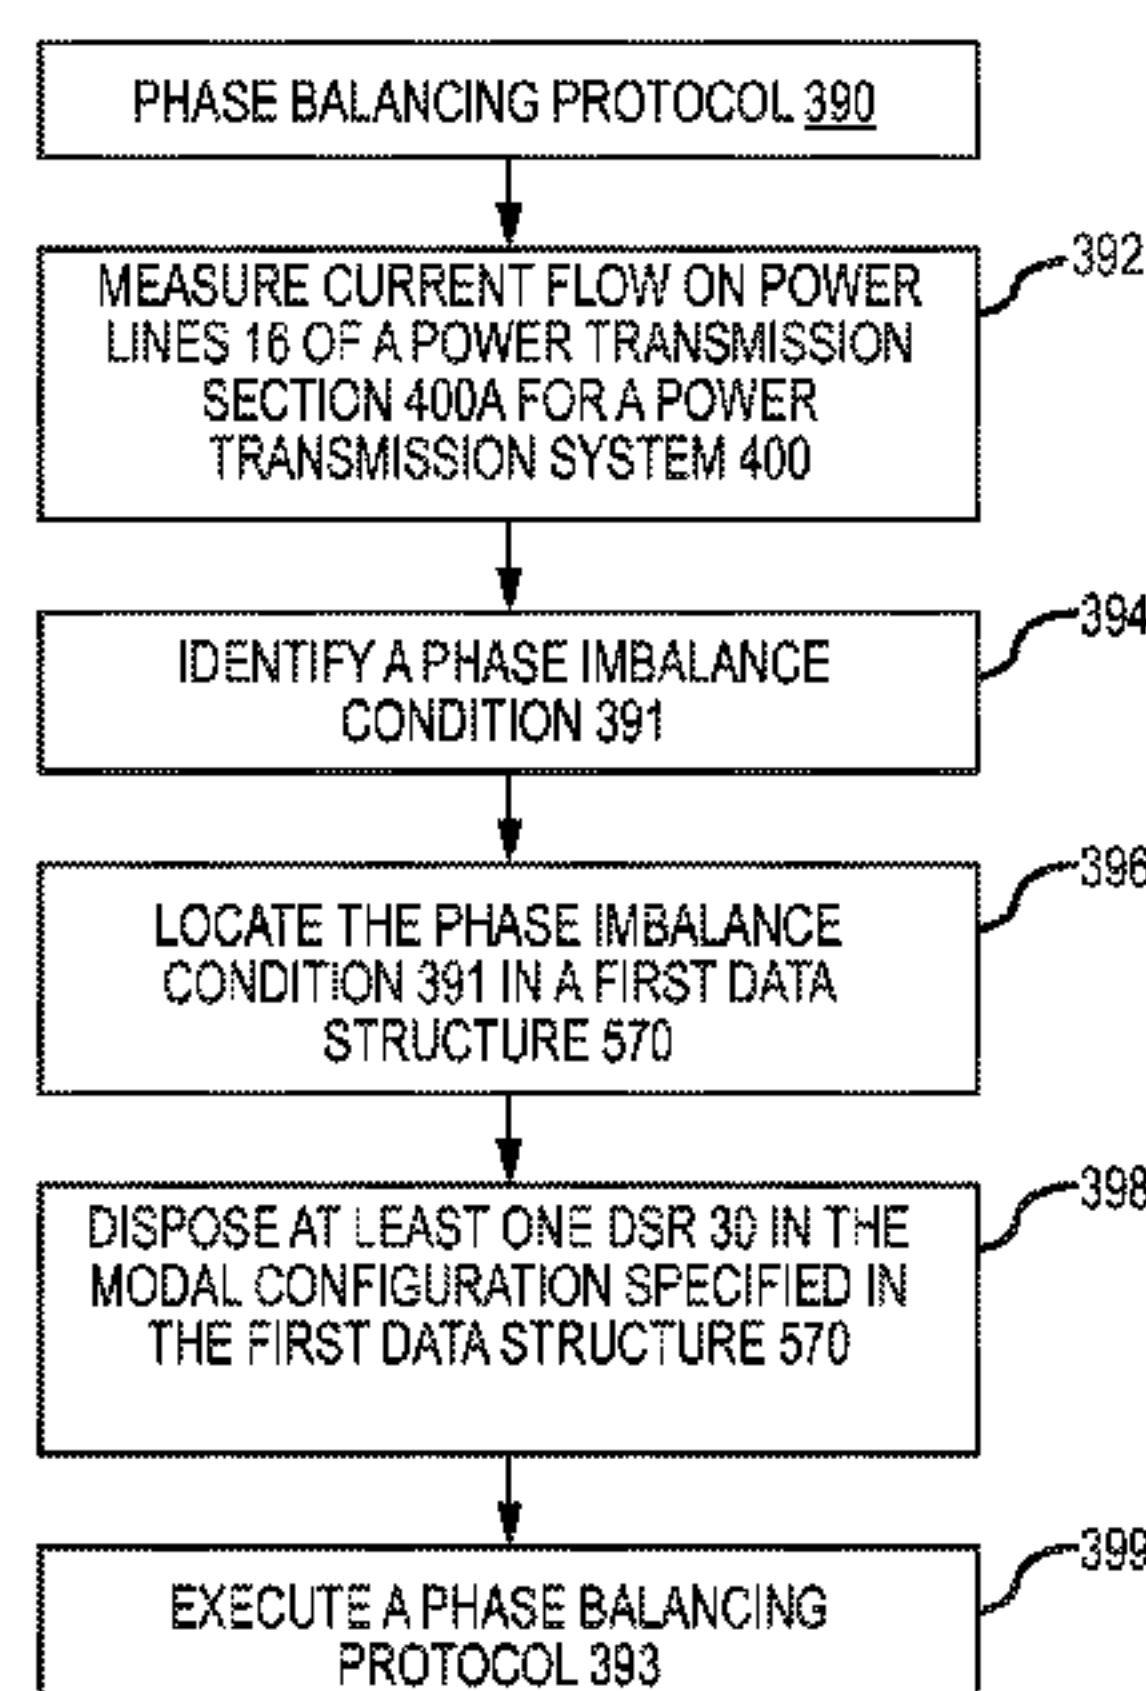 PHASE BALANCING PROTOCOL 390
392
MEASURE CURRENT FLOW ON POWER
LINES 16 OF A POWER TRANSMISSION
SECTION 400A FOR A POWER
TRANSMISSION SYSTEM 400
394
IDENTIFY A PHASE IMBALANCE
CONDITION 391
396
LOCATE THE PHASE IMBALANCE
CONDITION 391 IN A FIRST DATA
STRUCTURE 570
398
DISPOSE AT LEAST ONE DSR 30 IN THE
MODAL CONFIGURATION SPECIFIED IN
THE FIRST DATA STRUCTURE 570
399
EXECUTE A PHASE BALANCING
PROTOCOL 393